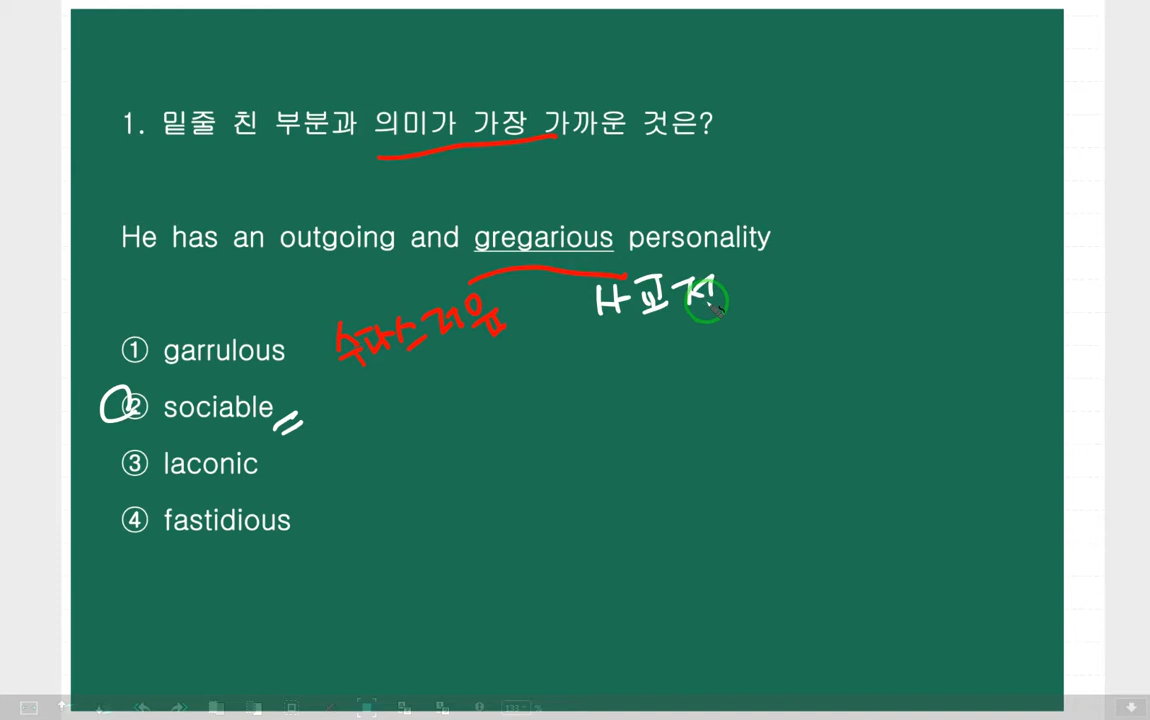 1. 밑줄 친 부분과 의미가 가장 가까운 것은?
He has an outgoing and gregarious personality
사교저
수다스러운
① garrulous
② sociable
③ laconic
④ fastidious
133 %